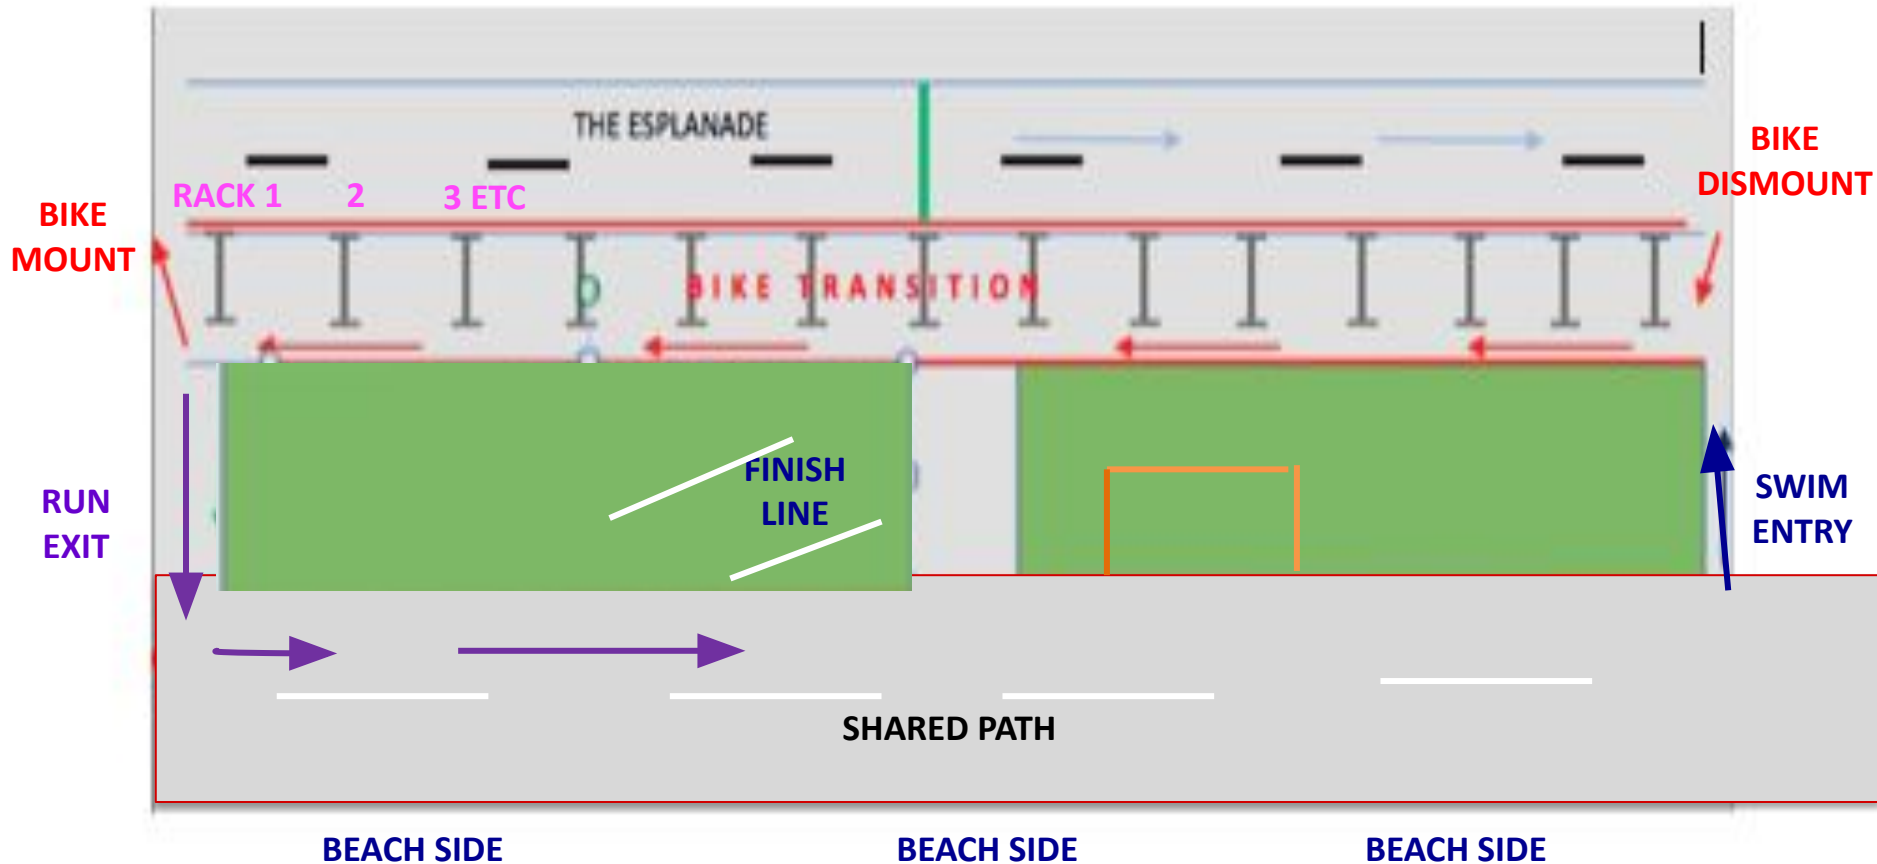 THE ESPLANADE
BIKE
DISMOUNT
RACK 1 2 3 ETC
BIKE
MOUNT
BIKE TRANSITION
FINISH
LINE
RUN
EXIT
SWIM
ENTRY
SHARED PATH
BEACH SIDE BEACH SIDE BEACH SIDE